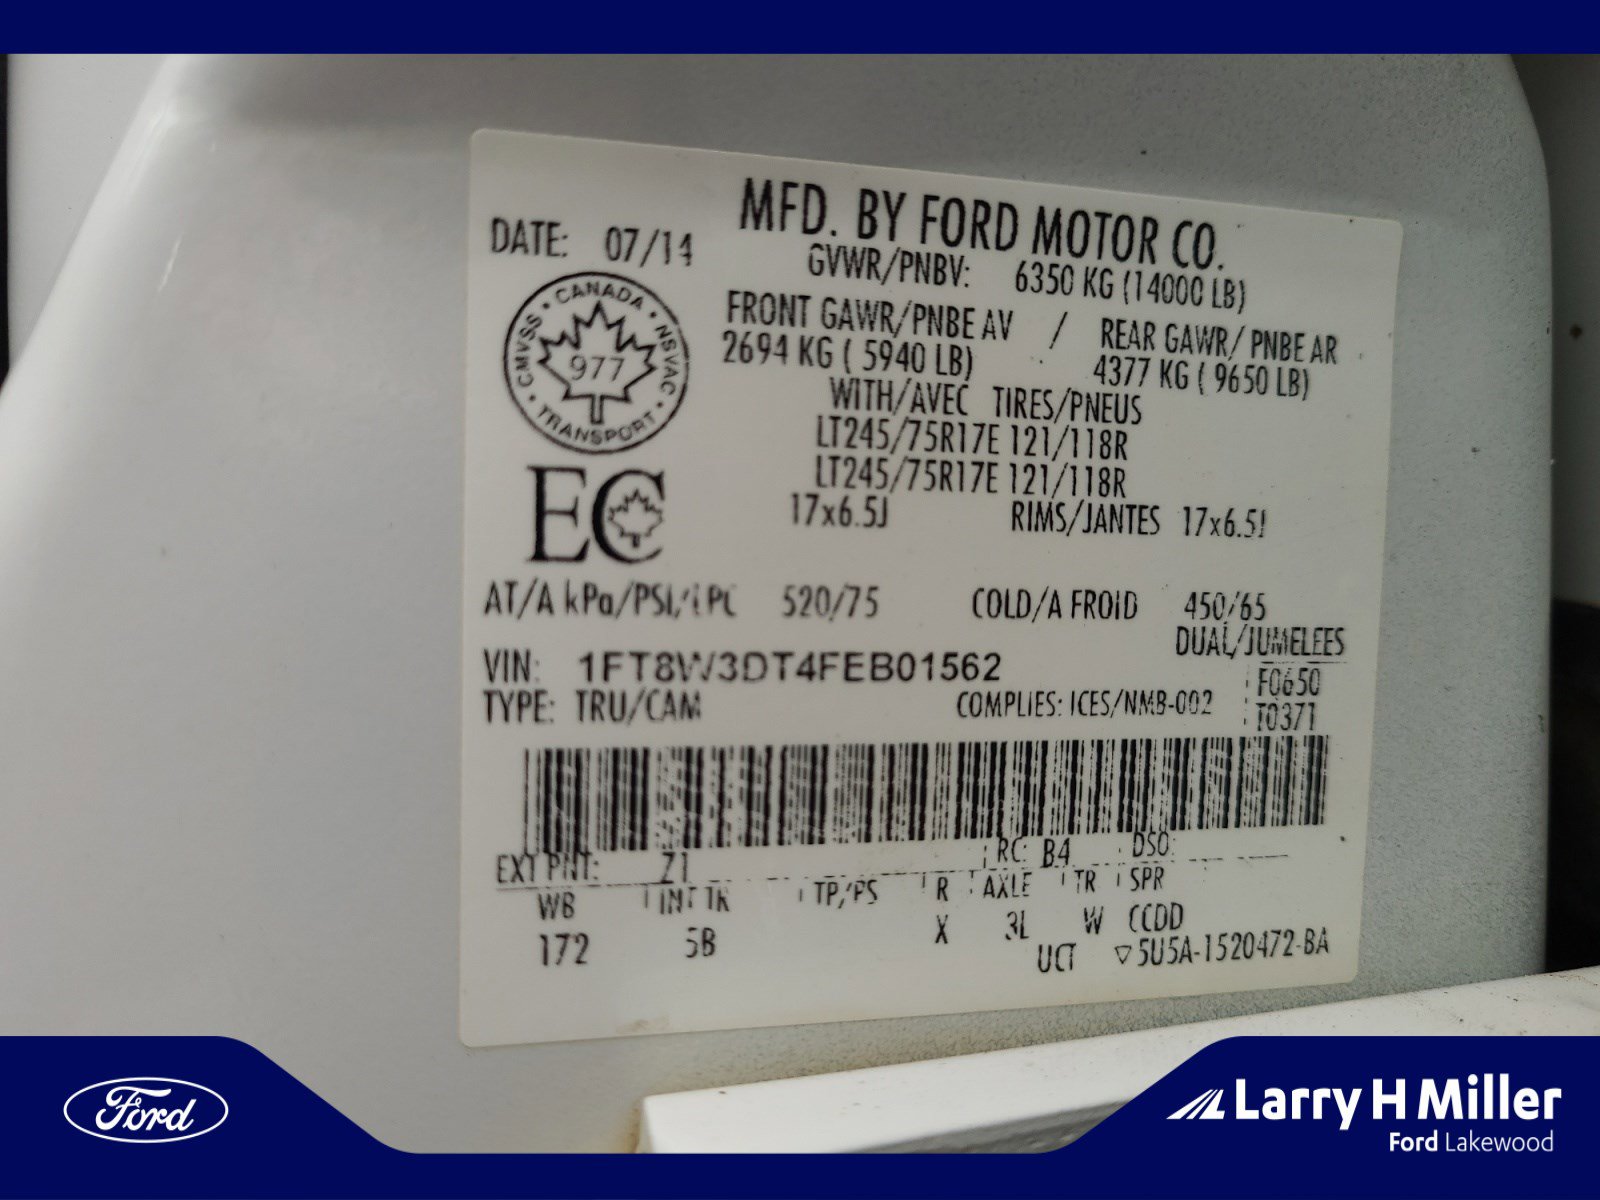 MFD. BY FORD MOTOR CO.
DATE: 07/14
GVWR/PNBV: 6350 KG (14000 LB)
FRONT GAWR/PNBE AV / REAR GAWR/ PNBE AR
2694 KG ( 5940 LB) 4377 KG ( 9650 LB)
WITH/AVEC TIRES/PNEUS
LT245/75R17E 121/118R
LT245/75R17E 121/118R
17x6.5J RIMS/JANTES 17x6.5J
CANADA
CMVSS
NSVAC
977
TRANSPORT
EC
AT/A kPa/PSI/LPC 520/75 COLD/A FROID 450/65
DUAL/JUMELEES
VIN: 1FT8W3DT4FEB01562
F0650
TYPE: TRU/CAM COMPLIES: ICES/NMB-002
T0371
EXT PNT: Z1 RC: B4 DSO:
WB INT TR TP/PS R AXLE TR SPR
172 5B X 3L W CCDD
UCT ▽5U5A-1520472-BA
Ford
Larry H Miller
Ford Lakewood